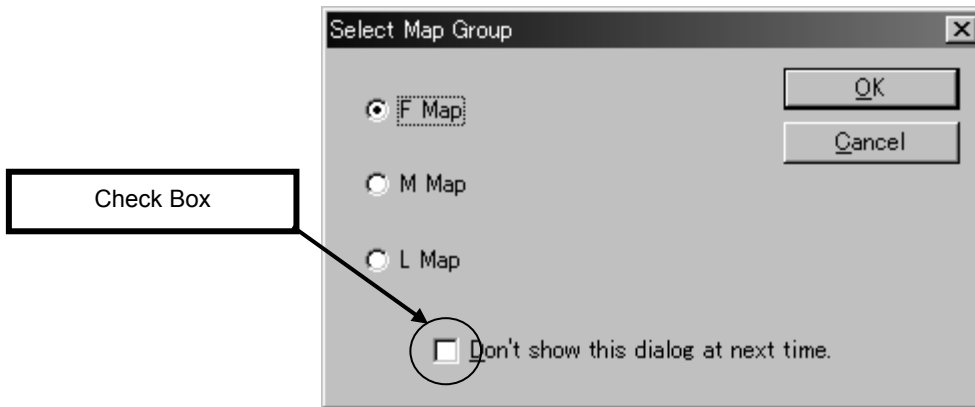 Select Map Group
F Map
OK
Cancel
M Map
Check Box
L Map
Don't show this dialog at next time.